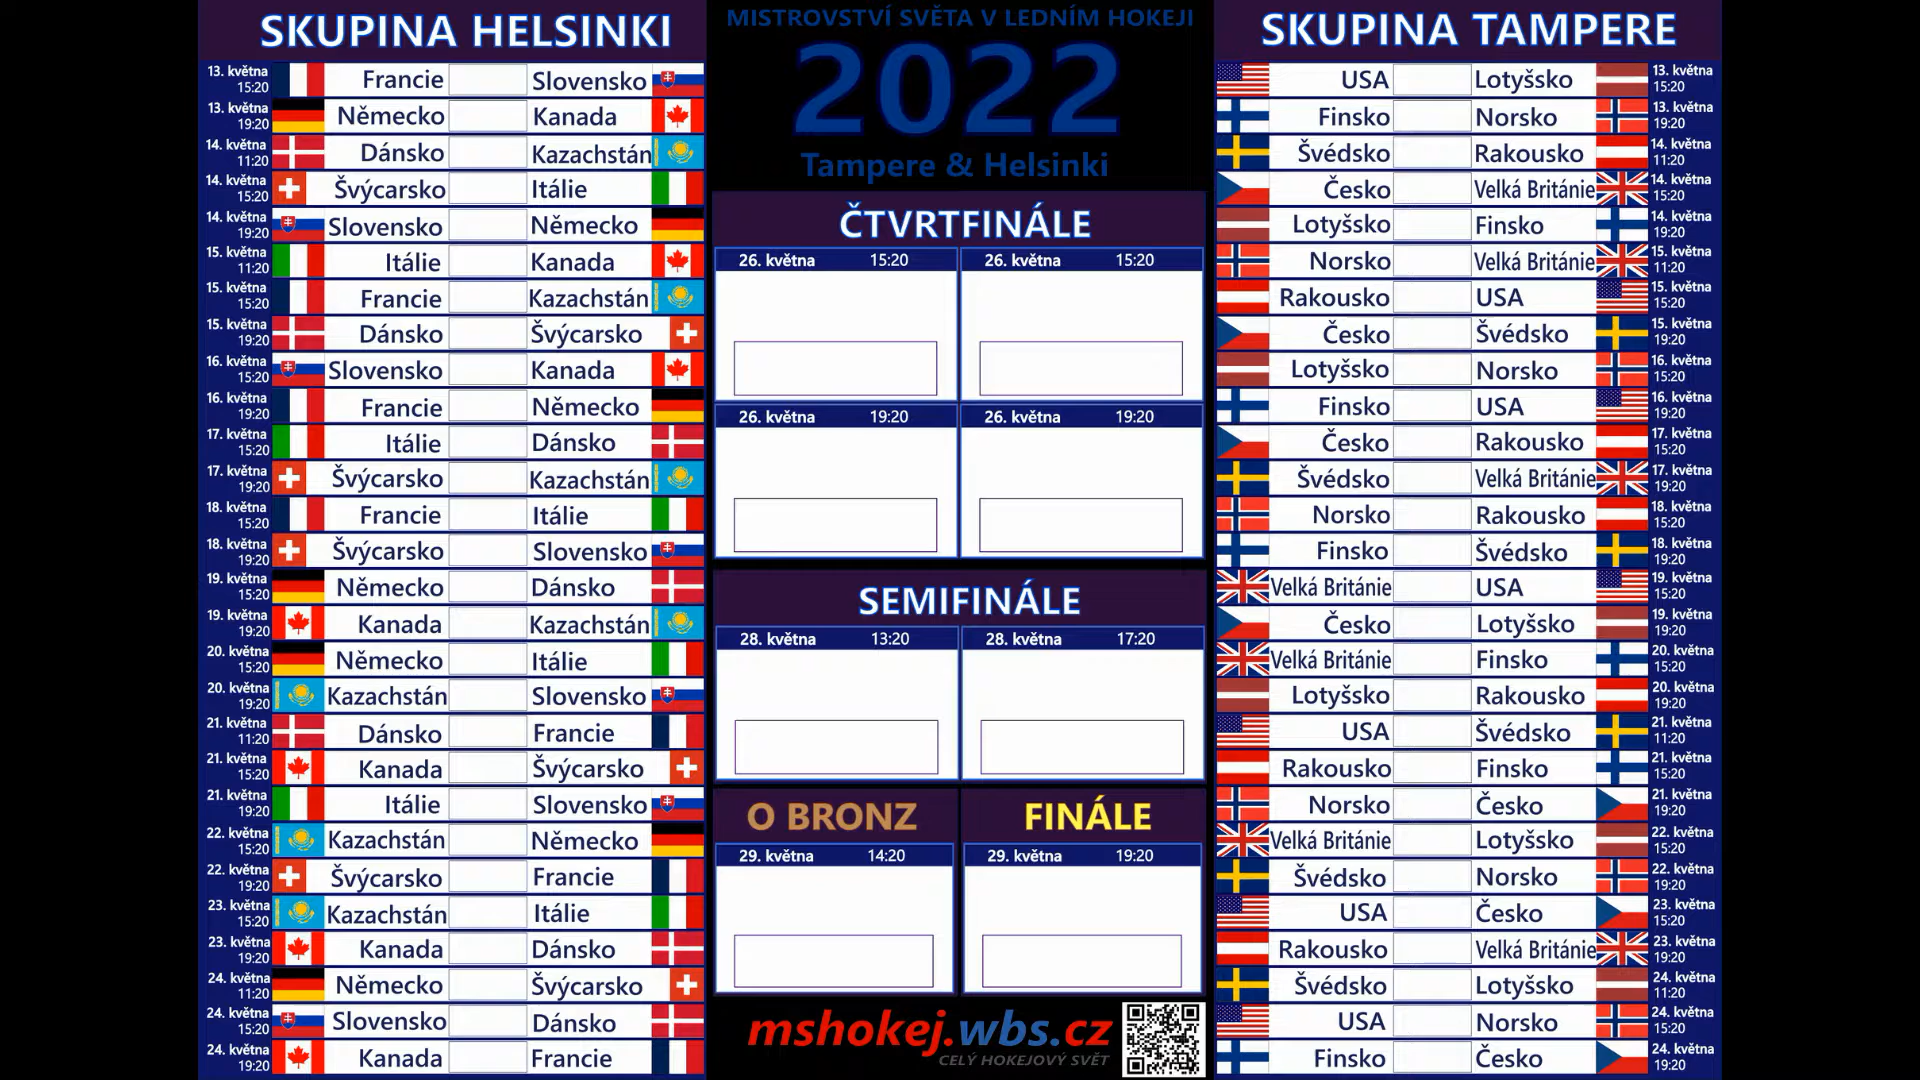 SKUPINA HELSINKI
13. května 15:20 Francie Slovensko
13. května 19:20 Německo Kanada
14. května 11:20 Dánsko Kazachstán
14. května 15:20 Švýcarsko Itálie
14. května 19:20 Slovensko Německo
15. května 11:20 Itálie Kanada
15. května 15:20 Francie Kazachstán
15. května 19:20 Dánsko Švýcarsko
16. května 15:20 Slovensko Kanada
16. května 19:20 Francie Německo
17. května 15:20 Itálie Dánsko
17. května 19:20 Švýcarsko Kazachstán
18. května 15:20 Francie Itálie
18. května 19:20 Švýcarsko Slovensko
19. května 15:20 Německo Dánsko
19. května 19:20 Kanada Kazachstán
20. května 15:20 Německo Itálie
20. května 19:20 Kazachstán Slovensko
21. května 11:20 Dánsko Francie
21. května 15:20 Kanada Švýcarsko
21. května 19:20 Itálie Slovensko
22. května 15:20 Kazachstán Německo
22. května 19:20 Švýcarsko Francie
23. května 15:20 Kazachstán Itálie
23. května 19:20 Kanada Dánsko
24. května 11:20 Německo Švýcarsko
24. května 15:20 Slovensko Dánsko
24. května 19:20 Kanada Francie
MISTROVSTVÍ SVĚTA V LEDNÍM HOKEJI
2022
Tampere & Helsinki
ČTVRTFINÁLE
26. května 15:20 26. května 15:20
26. května 19:20 26. května 19:20
SEMIFINÁLE
28. května 13:20 28. května 17:20
O BRONZ FINÁLE
29. května 14:20 29. května 19:20
mshokej.wbs.cz
CELÝ HOKEJOVÝ SVĚT
SKUPINA TAMPERE
USA Lotyšsko 13. května 15:20
Finsko Norsko 13. května 19:20
Švédsko Rakousko 14. května 11:20
Česko Velká Británie 14. května 15:20
Lotyšsko Finsko 14. května 19:20
Norsko Velká Británie 15. května 11:20
Rakousko USA 15. května 15:20
Česko Švédsko 15. května 19:20
Lotyšsko Norsko 16. května 15:20
Finsko USA 16. května 19:20
Česko Rakousko 17. května 15:20
Švédsko Velká Británie 17. května 19:20
Norsko Rakousko 18. května 15:20
Finsko Švédsko 18. května 19:20
Velká Británie USA 19. května 15:20
Česko Lotyšsko 19. května 19:20
Velká Británie Finsko 20. května 15:20
Lotyšsko Rakousko 20. května 19:20
USA Švédsko 21. května 11:20
Rakousko Finsko 21. května 15:20
Norsko Česko 21. května 19:20
Velká Británie Lotyšsko 22. května 15:20
Švédsko Norsko 22. května 19:20
USA Česko 23. května 15:20
Rakousko Velká Británie 23. května 19:20
Švédsko Lotyšsko 24. května 11:20
USA Norsko 24. května 15:20
Finsko Česko 24. května 19:20